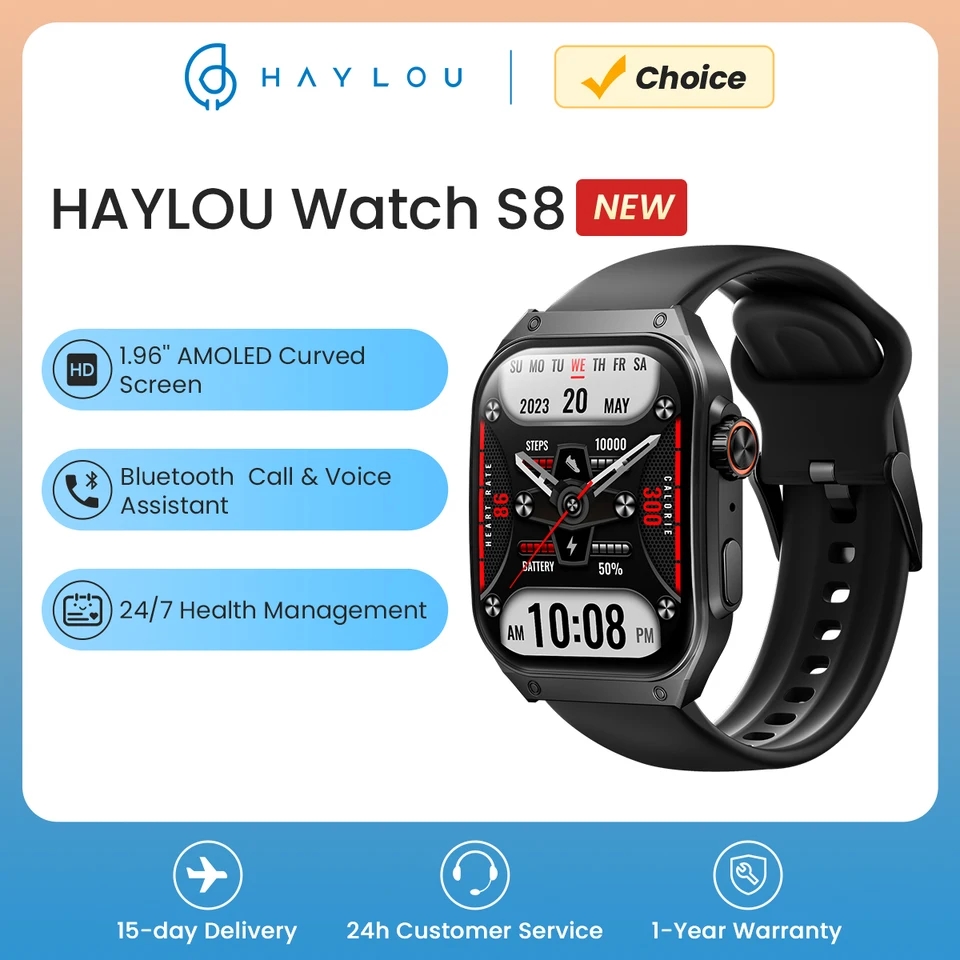 HAYLOU
Choice
HAYLOU Watch S8 NEW
HD
1.96" AMOLED Curved
Screen
Bluetooth Call & Voice
Assistant
24/7 Health Management
SU MO TU WE TH FR SA
2023 20 MAY
STEPS 10000
HEART RATE
98
300
CALORIE
BATTERY 50%
AM 10:08 PM
15-day Delivery
24h Customer Service
1-Year Warranty